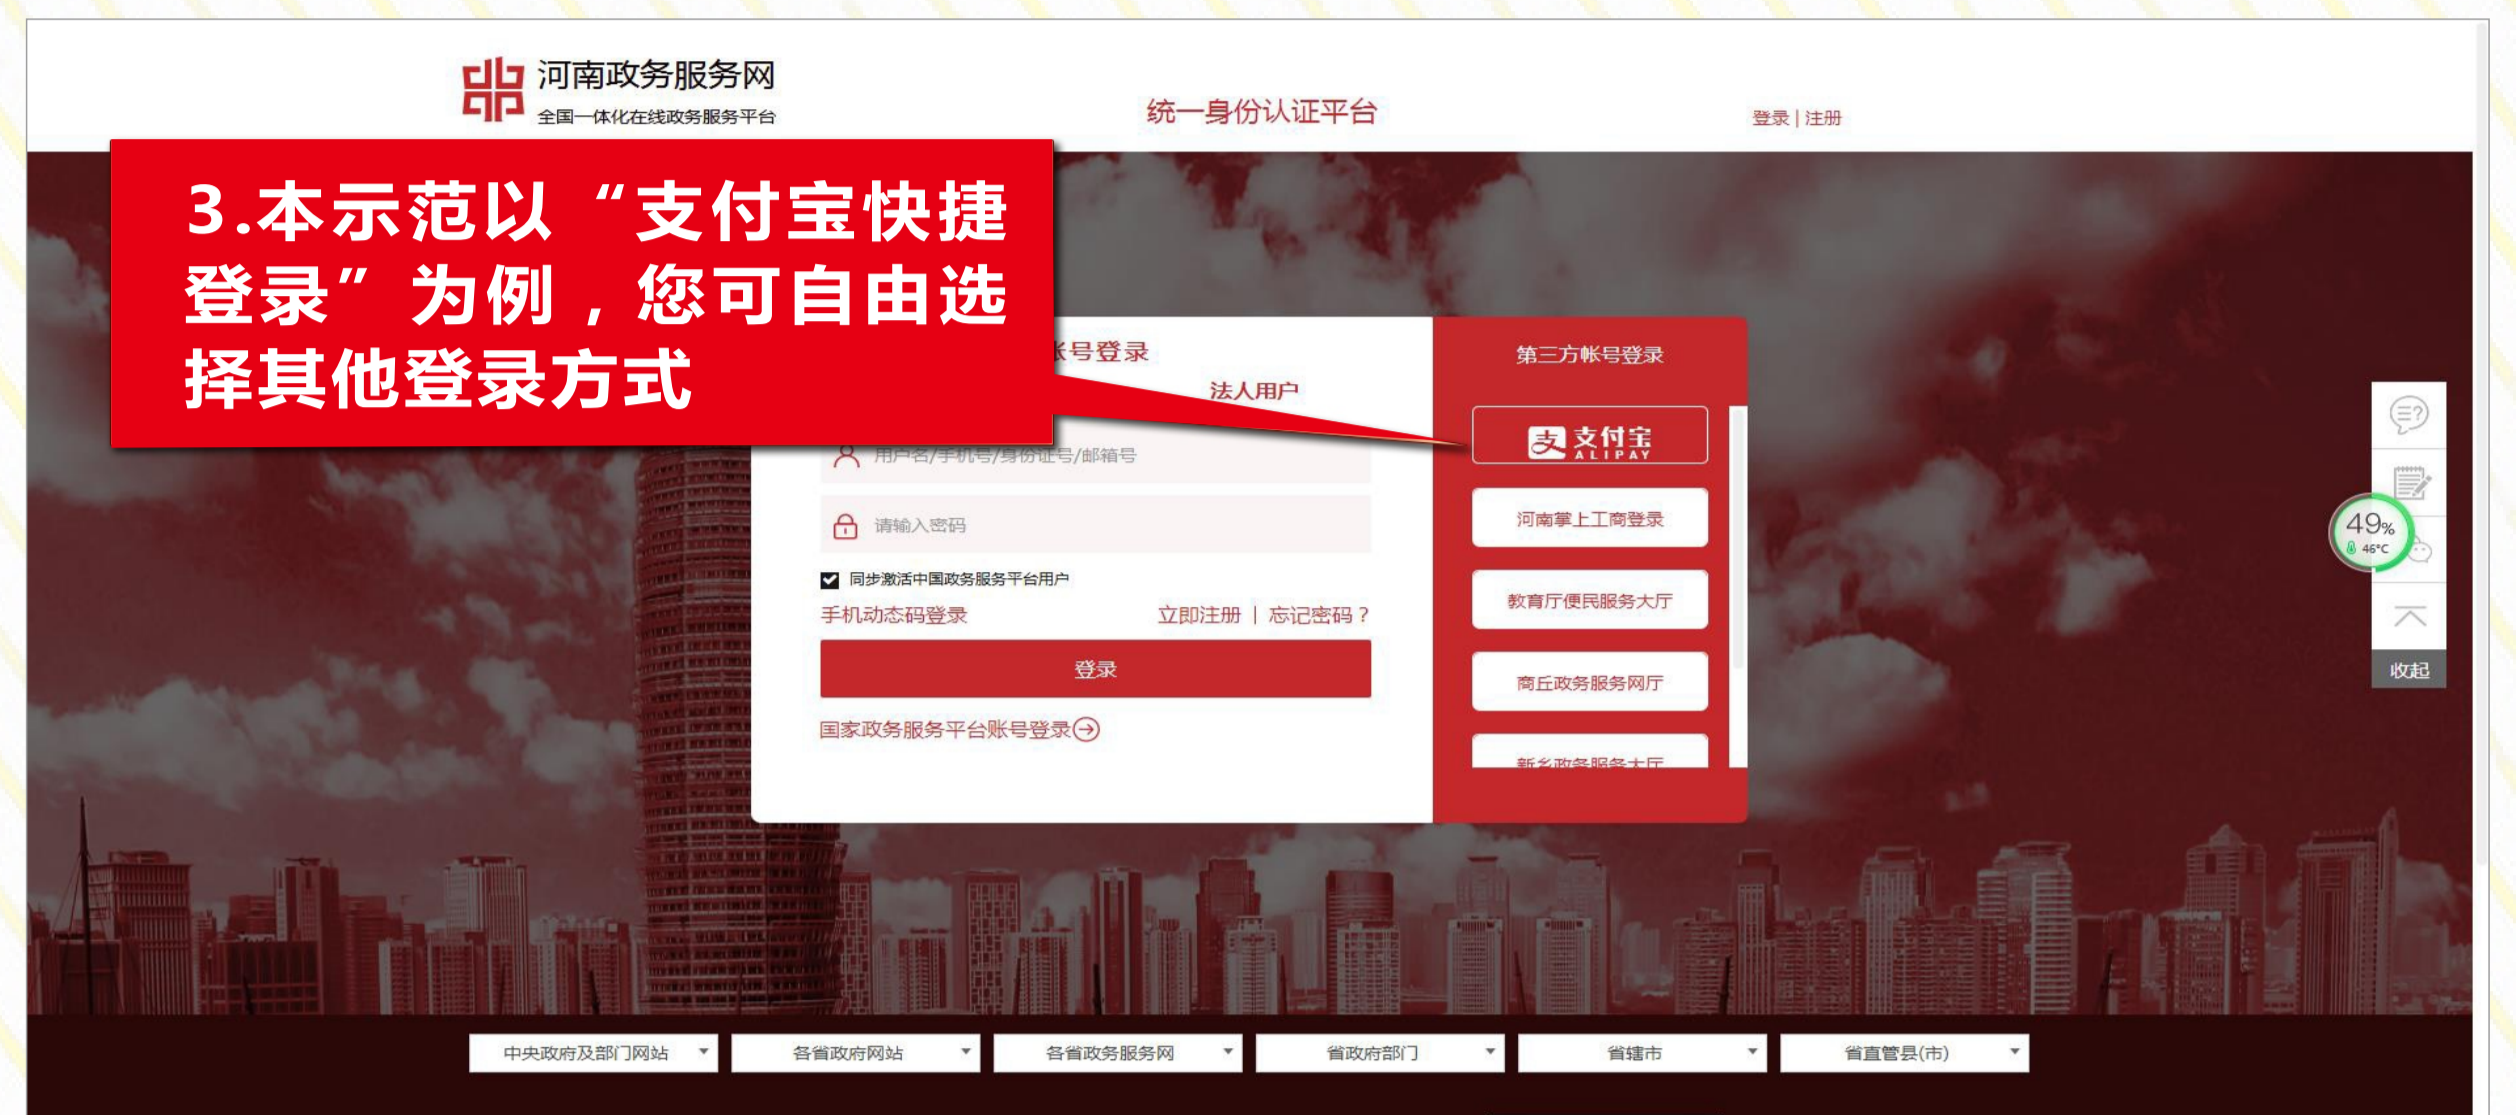 河南政务服务网
全国一体化在线政务服务平台
统一身份认证平台
登录 | 注册
3.本示范以“支付宝快捷
登录”为例，您可自由选
择其他登录方式
号登录
法人用户
用户名/手机号/身份证号/邮箱号
请输入密码
同步激活中国政务服务平台用户
手机动态码登录
立即注册 | 忘记密码？
登录
国家政务服务平台账号登录
第三方帐号登录
支 支付宝
ALIPAY
河南掌上工商登录
教育厅便民服务大厅
商丘政务服务网厅
新乡政务服务大厅
49%
46°C
收起
中央政府及部门网站
各省政府网站
各省政务服务网
省政府部门
省辖市
省直管县(市)